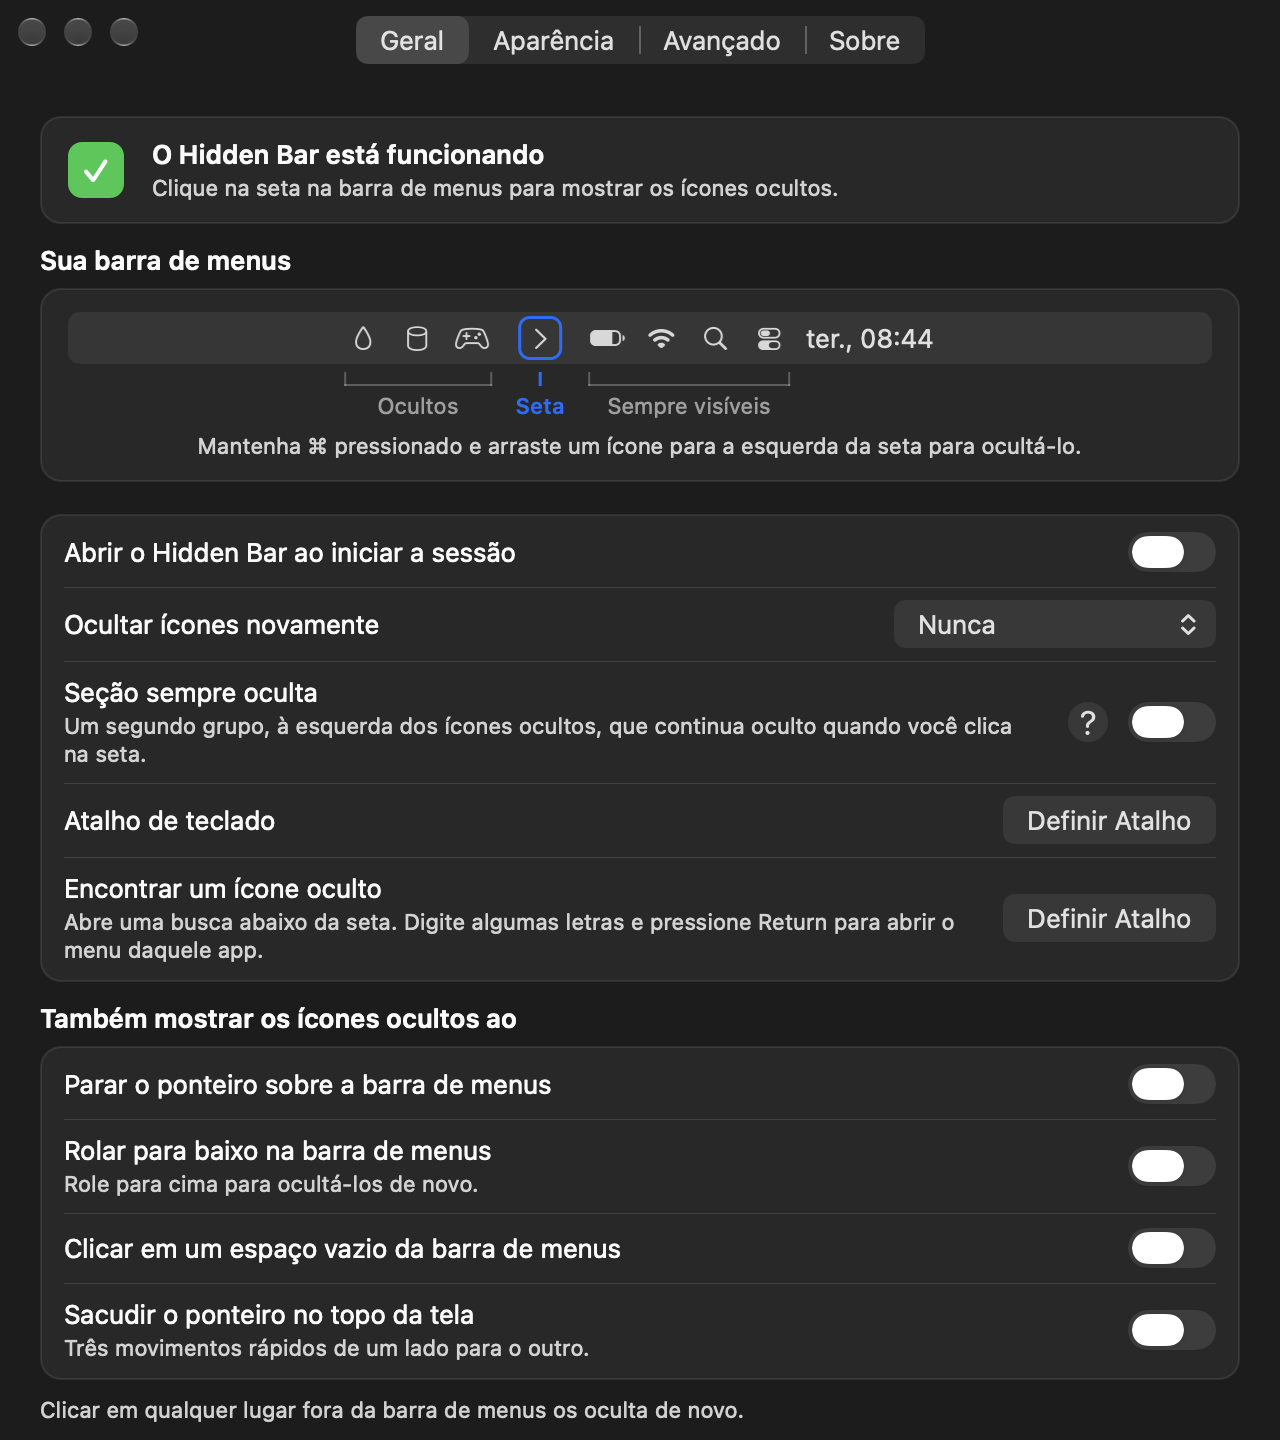 Geral
Aparência
Avançado
Sobre
O Hidden Bar está funcionando
Clique na seta na barra de menus para mostrar os ícones ocultos.
Sua barra de menus
ter., 08:44
Ocultos
Seta
Sempre visíveis
Mantenha ⌘ pressionado e arraste um ícone para a esquerda da seta para ocultá-lo.
Abrir o Hidden Bar ao iniciar a sessão
Ocultar ícones novamente
Nunca
Seção sempre oculta
Um segundo grupo, à esquerda dos ícones ocultos, que continua oculto quando você clica
na seta.
?
Atalho de teclado
Definir Atalho
Encontrar um ícone oculto
Abre uma busca abaixo da seta. Digite algumas letras e pressione Return para abrir o
menu daquele app.
Definir Atalho
Também mostrar os ícones ocultos ao
Parar o ponteiro sobre a barra de menus
Rolar para baixo na barra de menus
Role para cima para ocultá-los de novo.
Clicar em um espaço vazio da barra de menus
Sacudir o ponteiro no topo da tela
Três movimentos rápidos de um lado para o outro.
Clicar em qualquer lugar fora da barra de menus os oculta de novo.